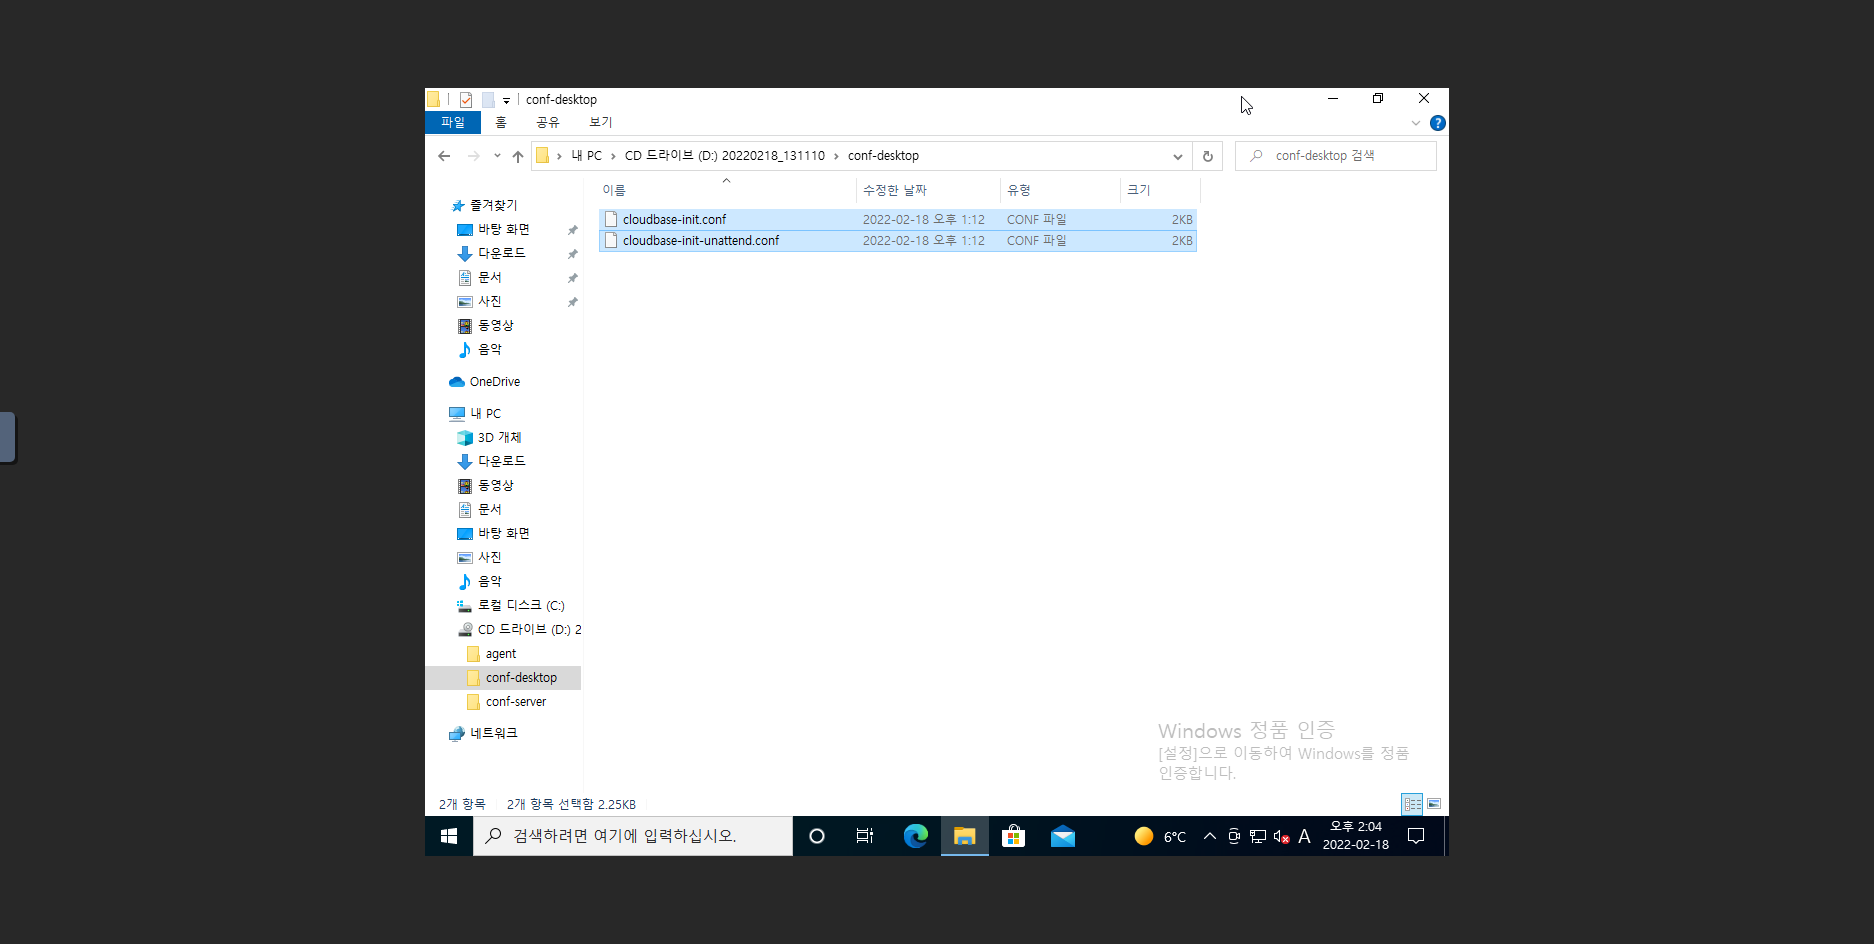 conf-desktop
파일 홈 공유 보기
내 PC CD 드라이브 (D:) 20220218_131110 conf-desktop
conf-desktop 검색
이름 수정한 날짜 유형 크기
cloudbase-init.conf 2022-02-18 오후 1:12 CONF 파일 2KB
cloudbase-init-unattend.conf 2022-02-18 오후 1:12 CONF 파일 2KB
즐겨찾기
바탕 화면
다운로드
문서
사진
동영상
음악
OneDrive
내 PC
3D 개체
다운로드
동영상
문서
바탕 화면
사진
음악
로컬 디스크 (C:)
CD 드라이브 (D:) 2
agent
conf-desktop
conf-server
네트워크
Windows 정품 인증
[설정]으로 이동하여 Windows를 정품
인증합니다.
2개 항목 2개 항목 선택함 2.25KB
검색하려면 여기에 입력하십시오.
6°C
A
오후 2:04
2022-02-18